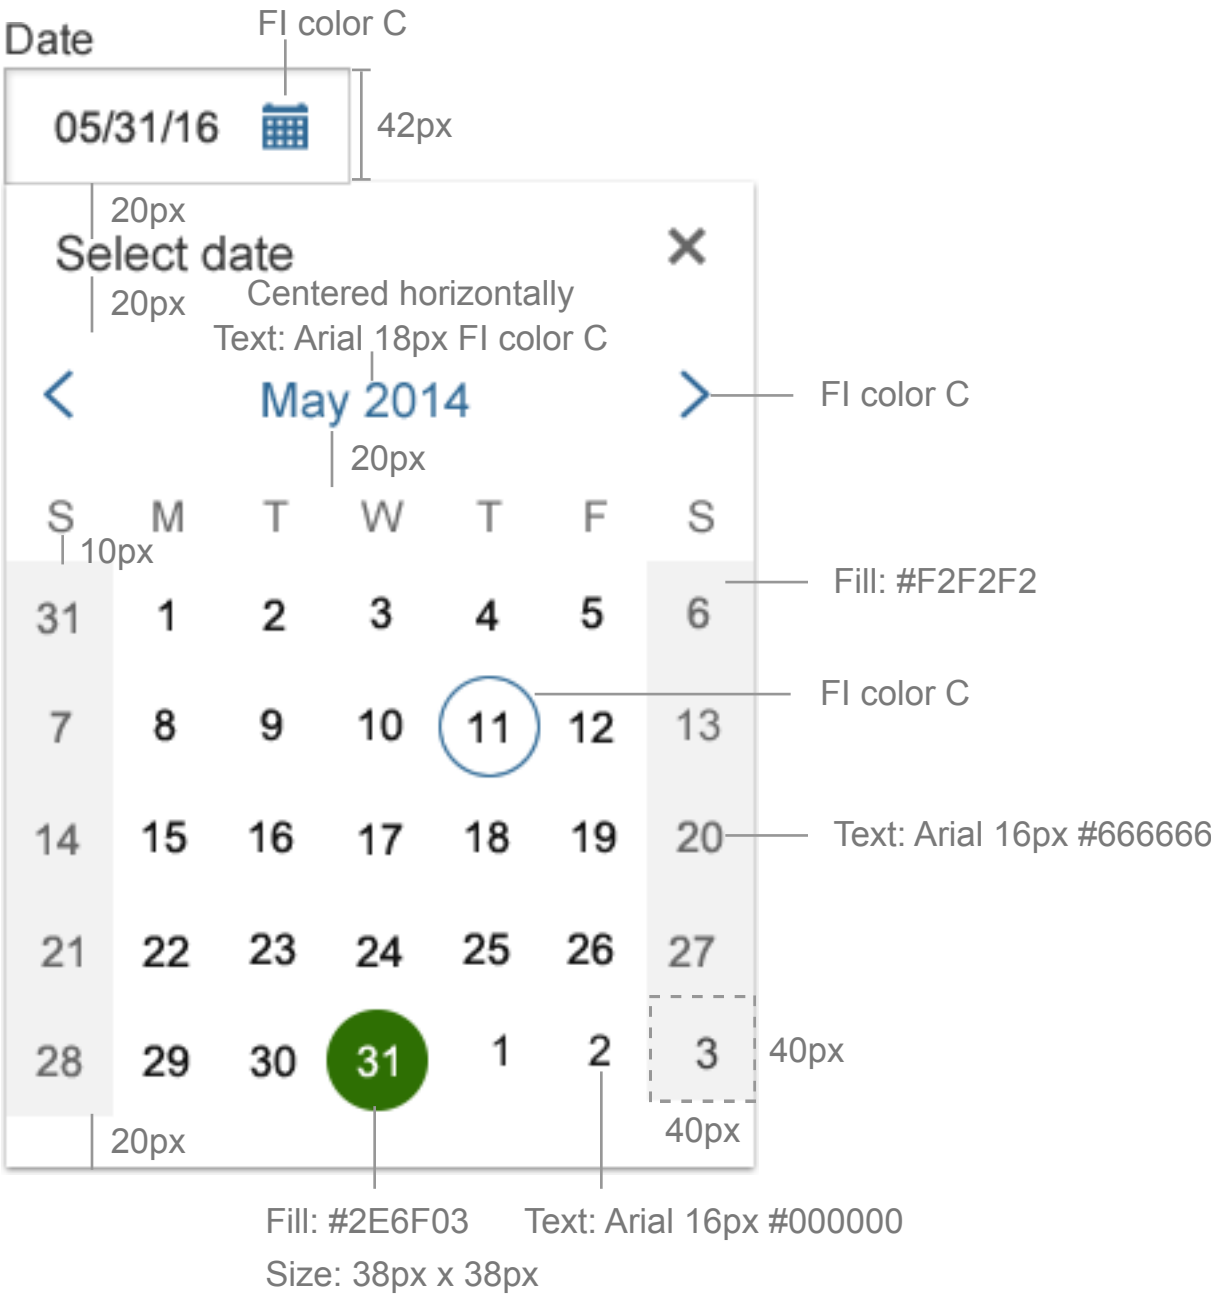 FI color C
Date
05/31/16
42px
20px
Select date
20px
Centered horizontally
Text: Arial 18px FI color C
May 2014
FI color C
20px
S M T W T F S
10px
Fill: #F2F2F2
31 1 2 3 4 5 6
FI color C
7 8 9 10 11 12 13
14 15 16 17 18 19 20
Text: Arial 16px #666666
21 22 23 24 25 26 27
28 29 30 31 1 2 3
40px
40px
20px
Fill: #2E6F03
Size: 38px x 38px
Text: Arial 16px #000000